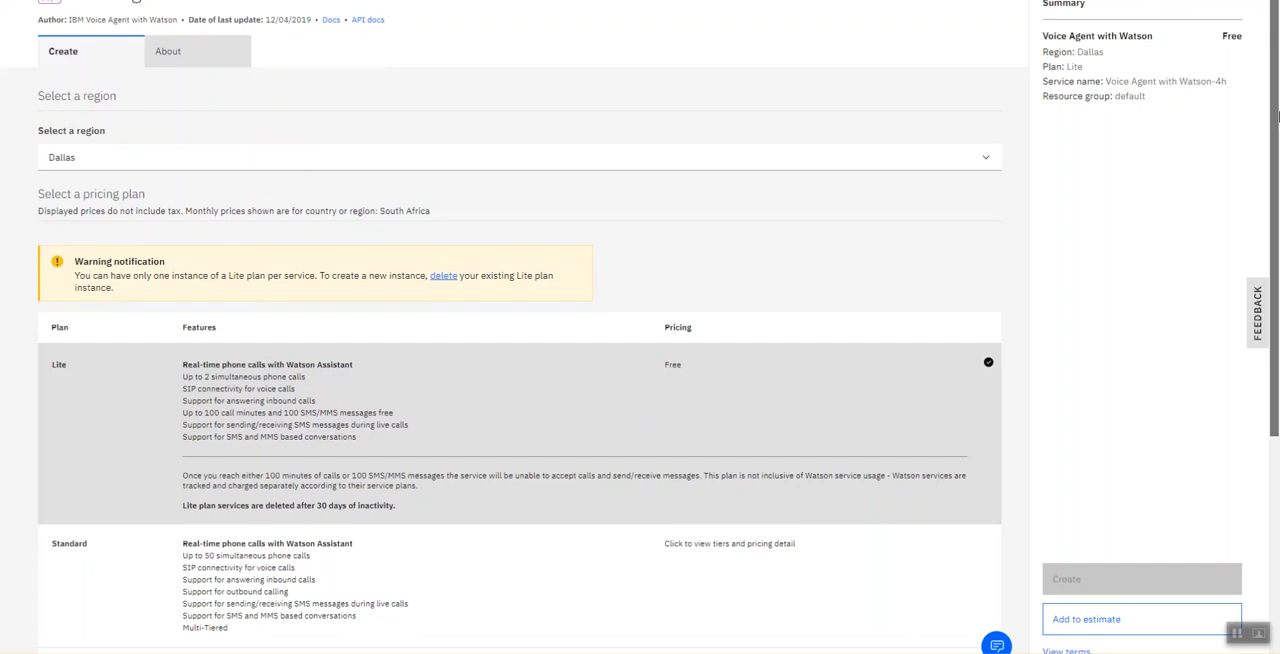 Author: IBM Voice Agent with Watson • Date of last update: 12/04/2019 • Docs • API docs
Create
About
Select a region
Select a region
Dallas
Select a pricing plan
Displayed prices do not include tax. Monthly prices shown are for country or region: South Africa
Warning notification
You can have only one instance of a Lite plan per service. To create a new instance, delete your existing Lite plan
instance.
Plan Features Pricing
Lite Real-time phone calls with Watson Assistant Free
Up to 2 simultaneous phone calls
SIP connectivity for voice calls
Support for answering inbound calls
Up to 100 call minutes and 100 SMS/MMS messages free
Support for sending/receiving SMS messages during live calls
Support for SMS and MMS based conversations
Once you reach either 100 minutes of calls or 100 SMS/MMS messages the service will be unable to accept calls and send/receive messages. This plan is not inclusive of Watson service usage - Watson services are
tracked and charged separately according to their service plans.
Lite plan services are deleted after 30 days of inactivity.
Standard Real-time phone calls with Watson Assistant Click to view tiers and pricing detail
Up to 50 simultaneous phone calls
SIP connectivity for voice calls
Support for answering inbound calls
Support for outbound calling
Support for sending/receiving SMS messages during live calls
Support for SMS and MMS based conversations
Multi-Tiered
Summary
Voice Agent with Watson Free
Region: Dallas
Plan: Lite
Service name: Voice Agent with Watson-4h
Resource group: default
FEEDBACK
Create
Add to estimate
View terms